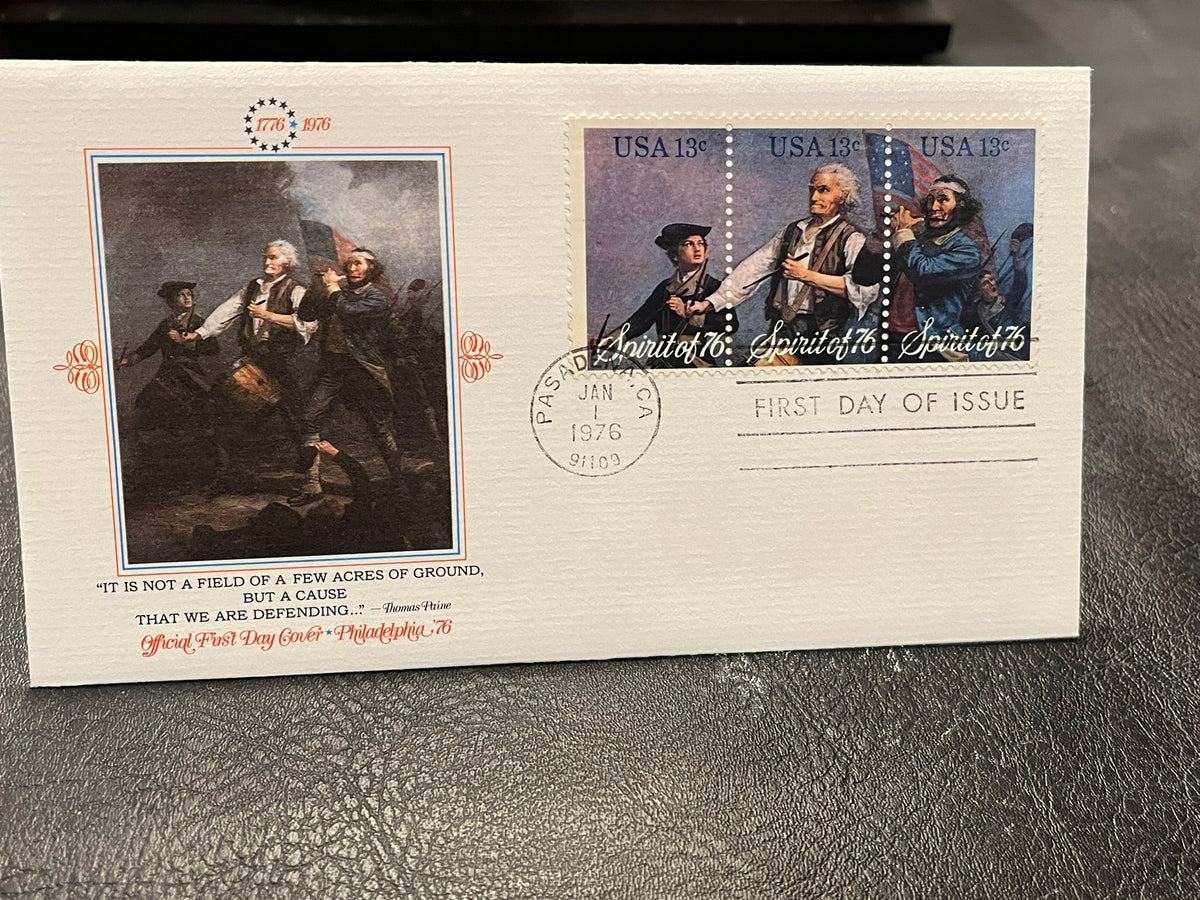 1776 ★ 1976
"IT IS NOT A FIELD OF A FEW ACRES OF GROUND,
BUT A CAUSE
THAT WE ARE DEFENDING..." —Thomas Paine
Official First Day Cover ★ Philadelphia '76
USA 13c USA 13c USA 13c
Spirit of 76 Spirit of 76 Spirit of 76
PASADENA, CA
JAN
1
1976
91109
FIRST DAY OF ISSUE